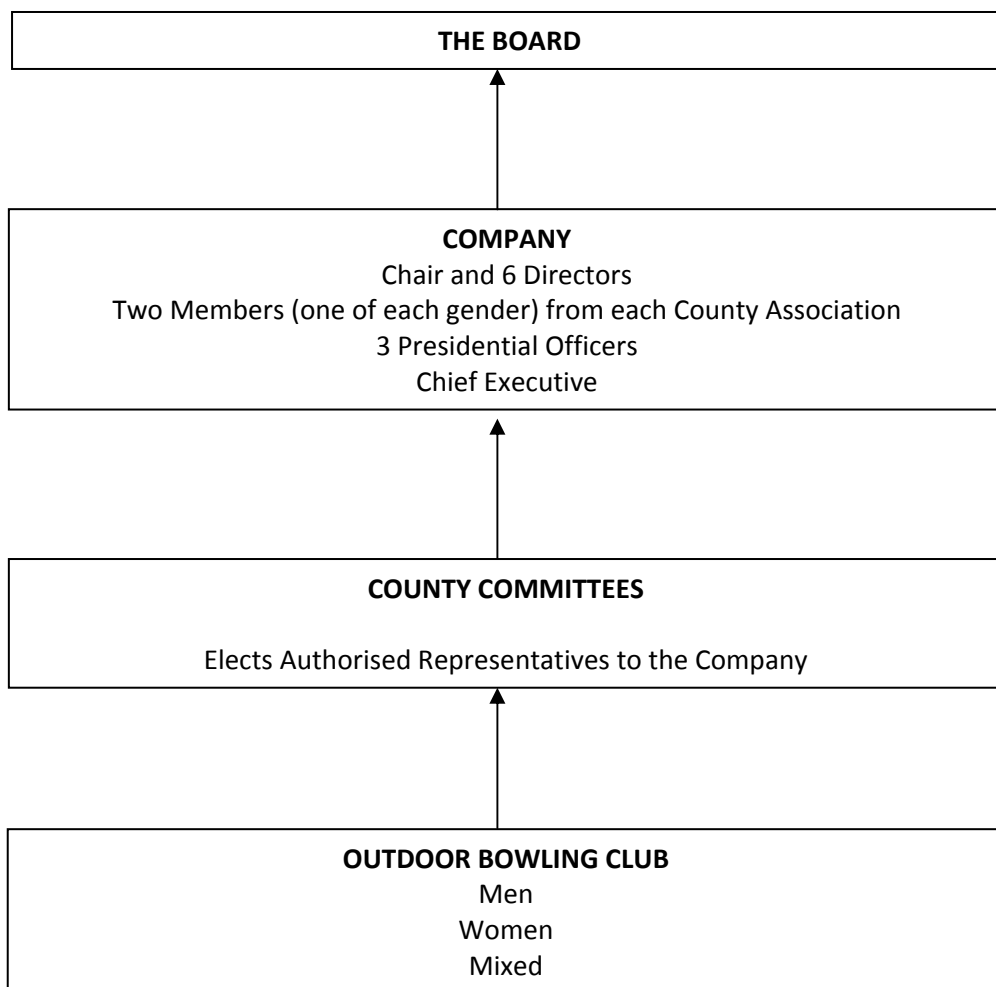 THE BOARD
COMPANY
Chair and 6 Directors
Two Members (one of each gender) from each County Association
3 Presidential Officers
Chief Executive
COUNTY COMMITTEES
Elects Authorised Representatives to the Company
OUTDOOR BOWLING CLUB
Men
Women
Mixed